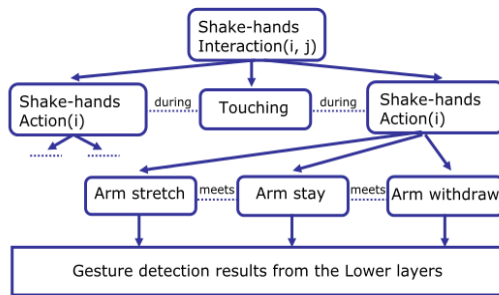 Shake-hands
Interaction(i, j)
Shake-hands
Action(i)
during
Touching
during
Shake-hands
Action(i)
Arm stretch
meets
Arm stay
meets
Arm withdraw
Gesture detection results from the Lower layers